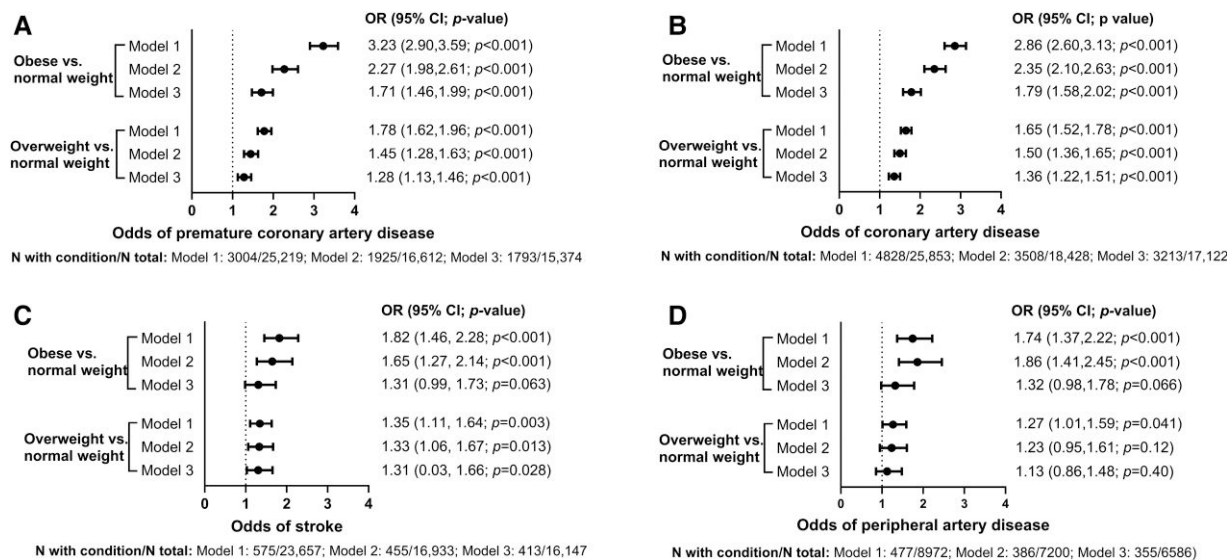 A
OR (95% CI; p-value)
Obese vs.
normal weight
Model 1
3.23 (2.90,3.59; p<0.001)
Model 2
2.27 (1.98,2.61; p<0.001)
Model 3
1.71 (1.46,1.99; p<0.001)
Overweight vs.
normal weight
Model 1
1.78 (1.62,1.96; p<0.001)
Model 2
1.45 (1.28,1.63; p<0.001)
Model 3
1.28 (1.13,1.46; p<0.001)
0 1 2 3 4
Odds of premature coronary artery disease
N with condition/N total: Model 1: 3004/25,219; Model 2: 1925/16,612; Model 3: 1793/15,374
B
OR (95% CI; p value)
Obese vs.
normal weight
Model 1
2.86 (2.60,3.13; p<0.001)
Model 2
2.35 (2.10,2.63; p<0.001)
Model 3
1.79 (1.58,2.02; p<0.001)
Overweight vs.
normal weight
Model 1
1.65 (1.52,1.78; p<0.001)
Model 2
1.50 (1.36,1.65; p<0.001)
Model 3
1.36 (1.22,1.51; p<0.001)
0 1 2 3 4
Odds of coronary artery disease
N with condition/N total: Model 1: 4828/25,853; Model 2: 3508/18,428; Model 3: 3213/17,122
C
OR (95% CI; p-value)
Obese vs.
normal weight
Model 1
1.82 (1.46, 2.28; p<0.001)
Model 2
1.65 (1.27, 2.14; p<0.001)
Model 3
1.31 (0.99, 1.73; p=0.063)
Overweight vs.
normal weight
Model 1
1.35 (1.11, 1.64; p=0.003)
Model 2
1.33 (1.06, 1.67; p=0.013)
Model 3
1.31 (0.03, 1.66; p=0.028)
0 1 2 3 4
Odds of stroke
N with condition/N total: Model 1: 575/23,657; Model 2: 455/16,933; Model 3: 413/16,147
D
OR (95% CI; p-value)
Obese vs.
normal weight
Model 1
1.74 (1.37,2.22; p<0.001)
Model 2
1.86 (1.41,2.45; p<0.001)
Model 3
1.32 (0.98,1.78; p=0.066)
Overweight vs.
normal weight
Model 1
1.27 (1.01,1.59; p=0.041)
Model 2
1.23 (0.95,1.61; p=0.12)
Model 3
1.13 (0.86,1.48; p=0.40)
0 1 2 3 4
Odds of peripheral artery disease
N with condition/N total: Model 1: 477/8972; Model 2: 386/7200; Model 3: 355/6586)